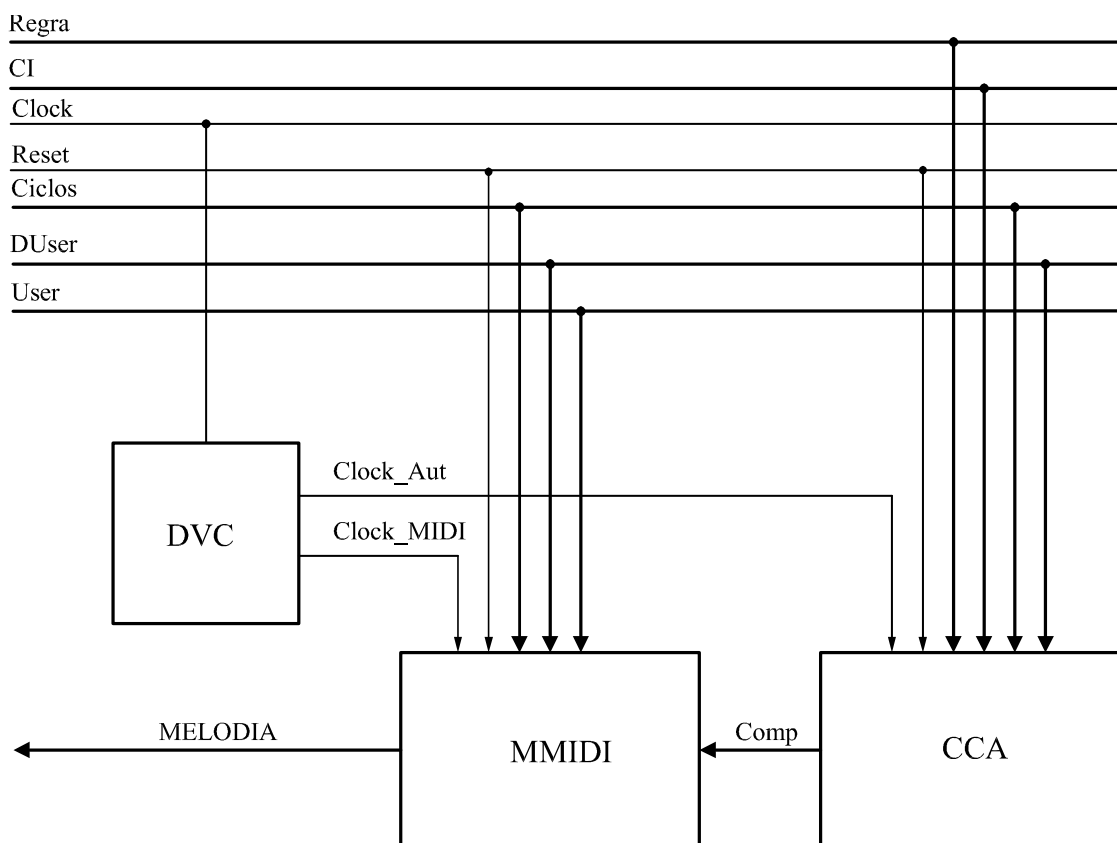 Regra
CI
Clock
Reset
Ciclos
DUser
User
Clock_Aut
DVC
Clock_MIDI
MELODIA
MMIDI
Comp
CCA